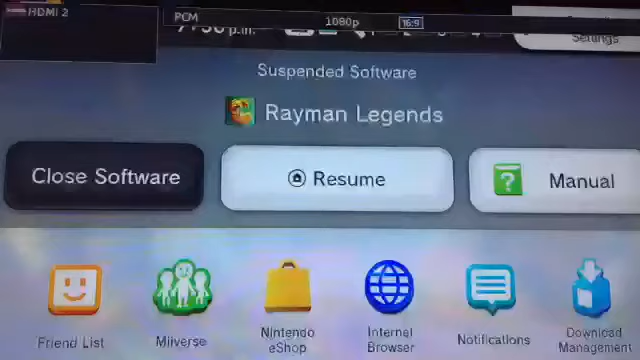 HDMI 2
PCM
1080p
16:9
p.m.
Settings
Suspended Software
Rayman Legends
Close Software
Resume
Manual
Friend List
Miiverse
Nintendo
eShop
Internet
Browser
Notifications
Download
Management